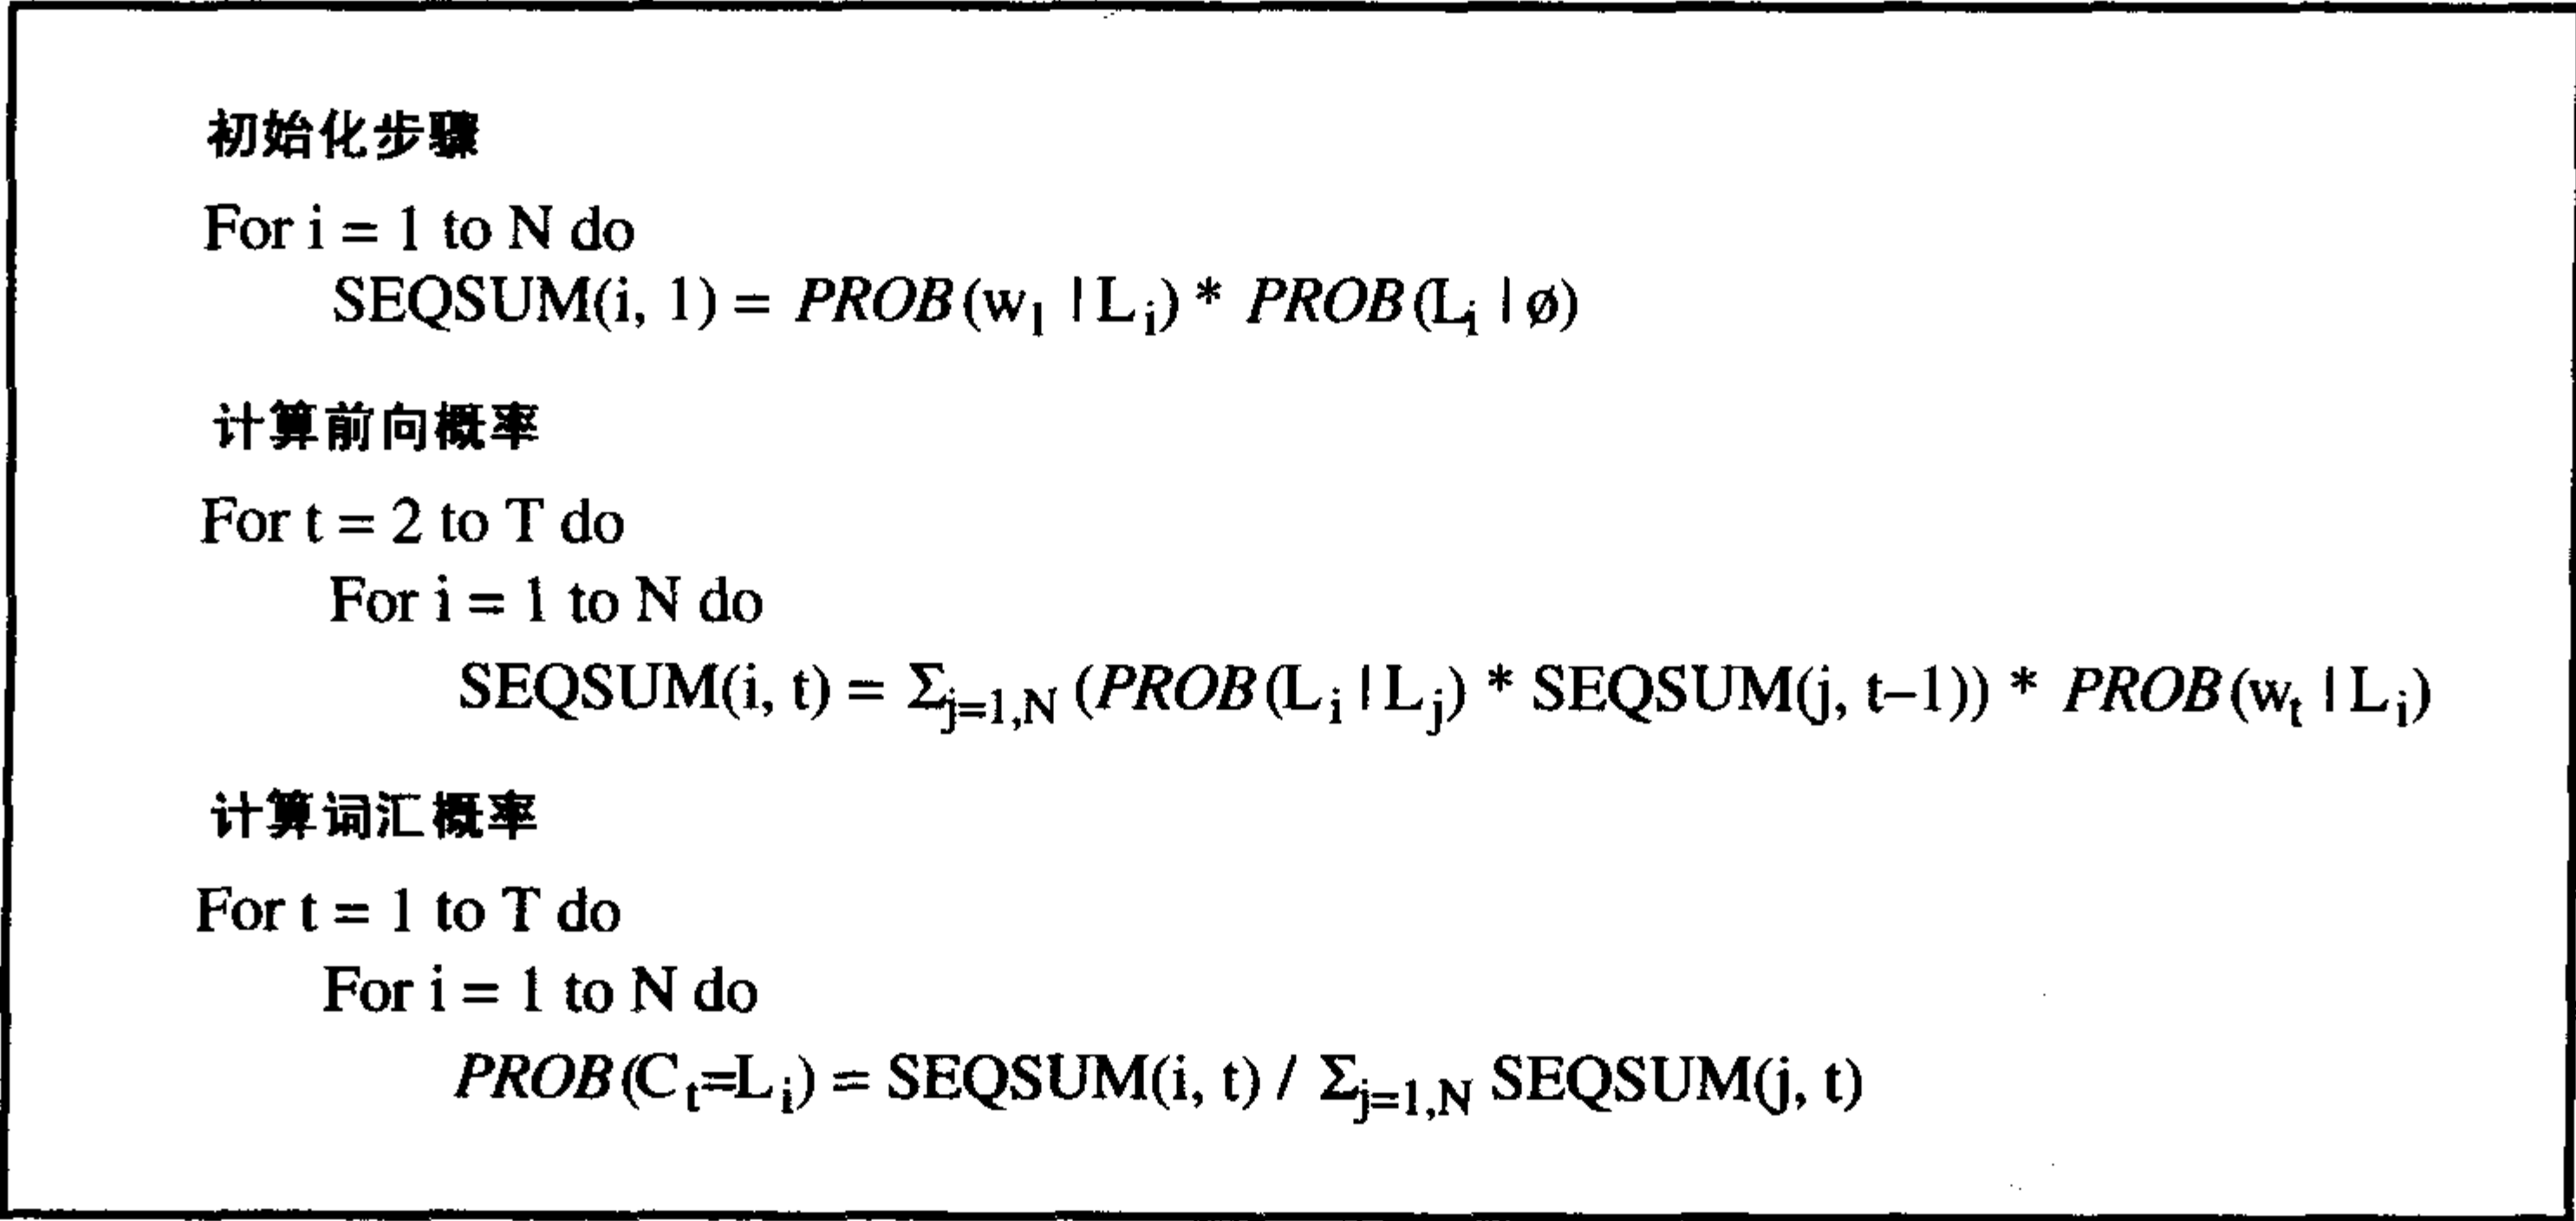 初始化步骤
For i = 1 to N do
SEQSUM(i, 1) = PROB(w₁ | Lᵢ) * PROB(Lᵢ | ø)
计算前向概率
For t = 2 to T do
For i = 1 to N do
SEQSUM(i, t) = Σⱼ₌₁,N (PROB(Lᵢ | Lⱼ) * SEQSUM(j, t–1)) * PROB(wₜ | Lᵢ)
计算词汇概率
For t = 1 to T do
For i = 1 to N do
PROB(Cₜ=Lᵢ) = SEQSUM(i, t) / Σⱼ₌₁,N SEQSUM(j, t)